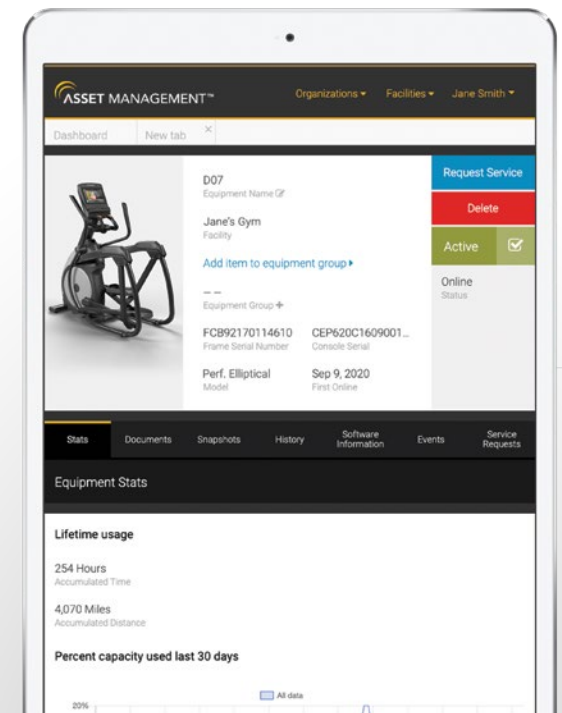 ASSET MANAGEMENT™
Organizations Facilities Jane Smith
Dashboard New tab ×
D07
Equipment Name
Jane's Gym
Facility
Add item to equipment group
– –
Equipment Group +
FCB92170114610 CEP620C1609001...
Frame Serial Number Console Serial
Perf. Elliptical Sep 9, 2020
Model First Online
Request Service
Delete
Active
Online
Status
Stats Documents Snapshots History Software Information Events Service Requests
Equipment Stats
Lifetime usage
254 Hours
Accumulated Time
4,070 Miles
Accumulated Distance
Percent capacity used last 30 days
All data
20%